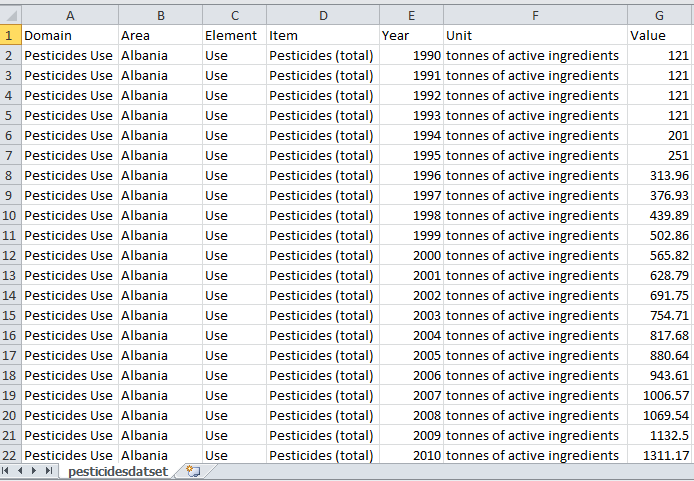 A B C D E F G
1 Domain Area Element Item Year Unit Value
2 Pesticides Use Albania Use Pesticides (total) 1990 tonnes of active ingredients 121
3 Pesticides Use Albania Use Pesticides (total) 1991 tonnes of active ingredients 121
4 Pesticides Use Albania Use Pesticides (total) 1992 tonnes of active ingredients 121
5 Pesticides Use Albania Use Pesticides (total) 1993 tonnes of active ingredients 121
6 Pesticides Use Albania Use Pesticides (total) 1994 tonnes of active ingredients 201
7 Pesticides Use Albania Use Pesticides (total) 1995 tonnes of active ingredients 251
8 Pesticides Use Albania Use Pesticides (total) 1996 tonnes of active ingredients 313.96
9 Pesticides Use Albania Use Pesticides (total) 1997 tonnes of active ingredients 376.93
10 Pesticides Use Albania Use Pesticides (total) 1998 tonnes of active ingredients 439.89
11 Pesticides Use Albania Use Pesticides (total) 1999 tonnes of active ingredients 502.86
12 Pesticides Use Albania Use Pesticides (total) 2000 tonnes of active ingredients 565.82
13 Pesticides Use Albania Use Pesticides (total) 2001 tonnes of active ingredients 628.79
14 Pesticides Use Albania Use Pesticides (total) 2002 tonnes of active ingredients 691.75
15 Pesticides Use Albania Use Pesticides (total) 2003 tonnes of active ingredients 754.71
16 Pesticides Use Albania Use Pesticides (total) 2004 tonnes of active ingredients 817.68
17 Pesticides Use Albania Use Pesticides (total) 2005 tonnes of active ingredients 880.64
18 Pesticides Use Albania Use Pesticides (total) 2006 tonnes of active ingredients 943.61
19 Pesticides Use Albania Use Pesticides (total) 2007 tonnes of active ingredients 1006.57
20 Pesticides Use Albania Use Pesticides (total) 2008 tonnes of active ingredients 1069.54
21 Pesticides Use Albania Use Pesticides (total) 2009 tonnes of active ingredients 1132.5
22 Pesticides Use Albania Use Pesticides (total) 2010 tonnes of active ingredients 1311.17
pesticidesdatset